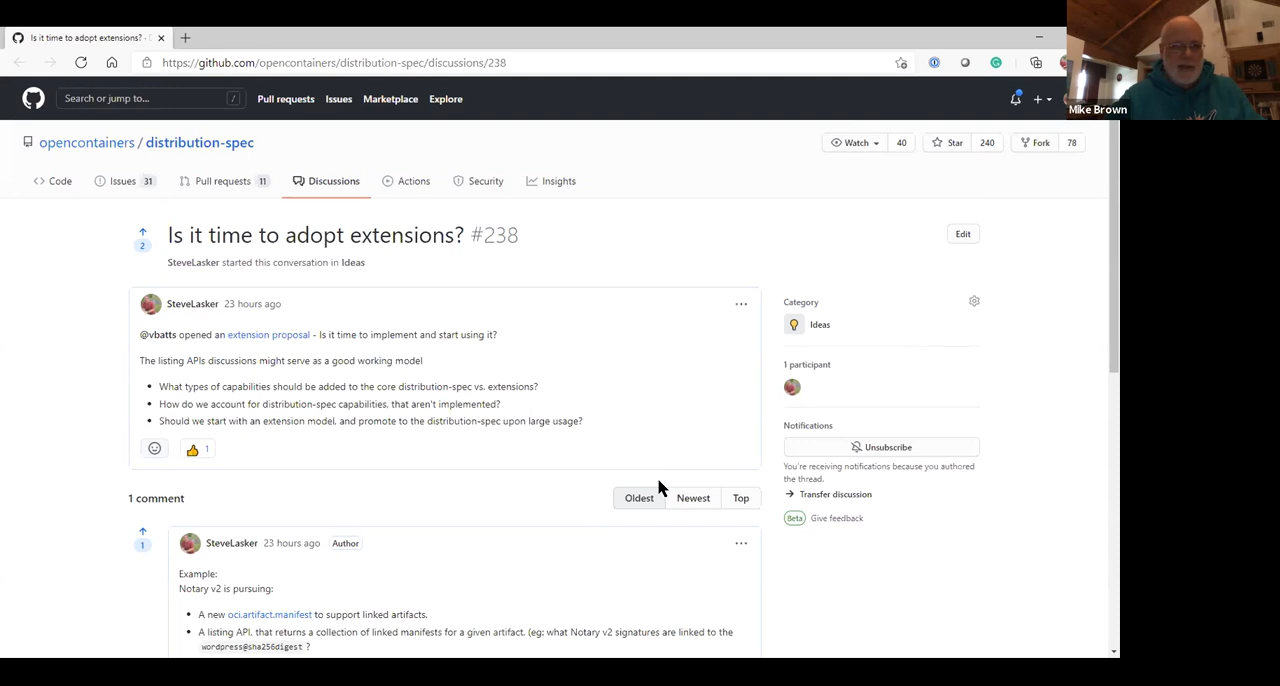 Is it time to adopt extensions? ·
https://github.com/opencontainers/distribution-spec/discussions/238
Mike Brown
Search or jump to... /
Pull requests Issues Marketplace Explore
opencontainers / distribution-spec
Watch 40 Star 240 Fork 78
Code Issues 31 Pull requests 11 Discussions Actions Security Insights
2
Is it time to adopt extensions? #238
Edit
SteveLasker started this conversation in Ideas
SteveLasker 23 hours ago
@vbatts opened an extension proposal - Is it time to implement and start using it?
The listing APIs discussions might serve as a good working model
• What types of capabilities should be added to the core distribution-spec vs. extensions?
• How do we account for distribution-spec capabilities, that aren't implemented?
• Should we start with an extension model, and promote to the distribution-spec upon large usage?
1
Category
Ideas
1 participant
Notifications
Unsubscribe
You're receiving notifications because you authored
the thread.
Transfer discussion
Beta Give feedback
1 comment
Oldest Newest Top
1
SteveLasker 23 hours ago Author
Example:
Notary v2 is pursuing:
• A new oci.artifact.manifest to support linked artifacts.
• A listing API, that returns a collection of linked manifests for a given artifact. (eg: what Notary v2 signatures are linked to the
wordpress@sha256digest ?